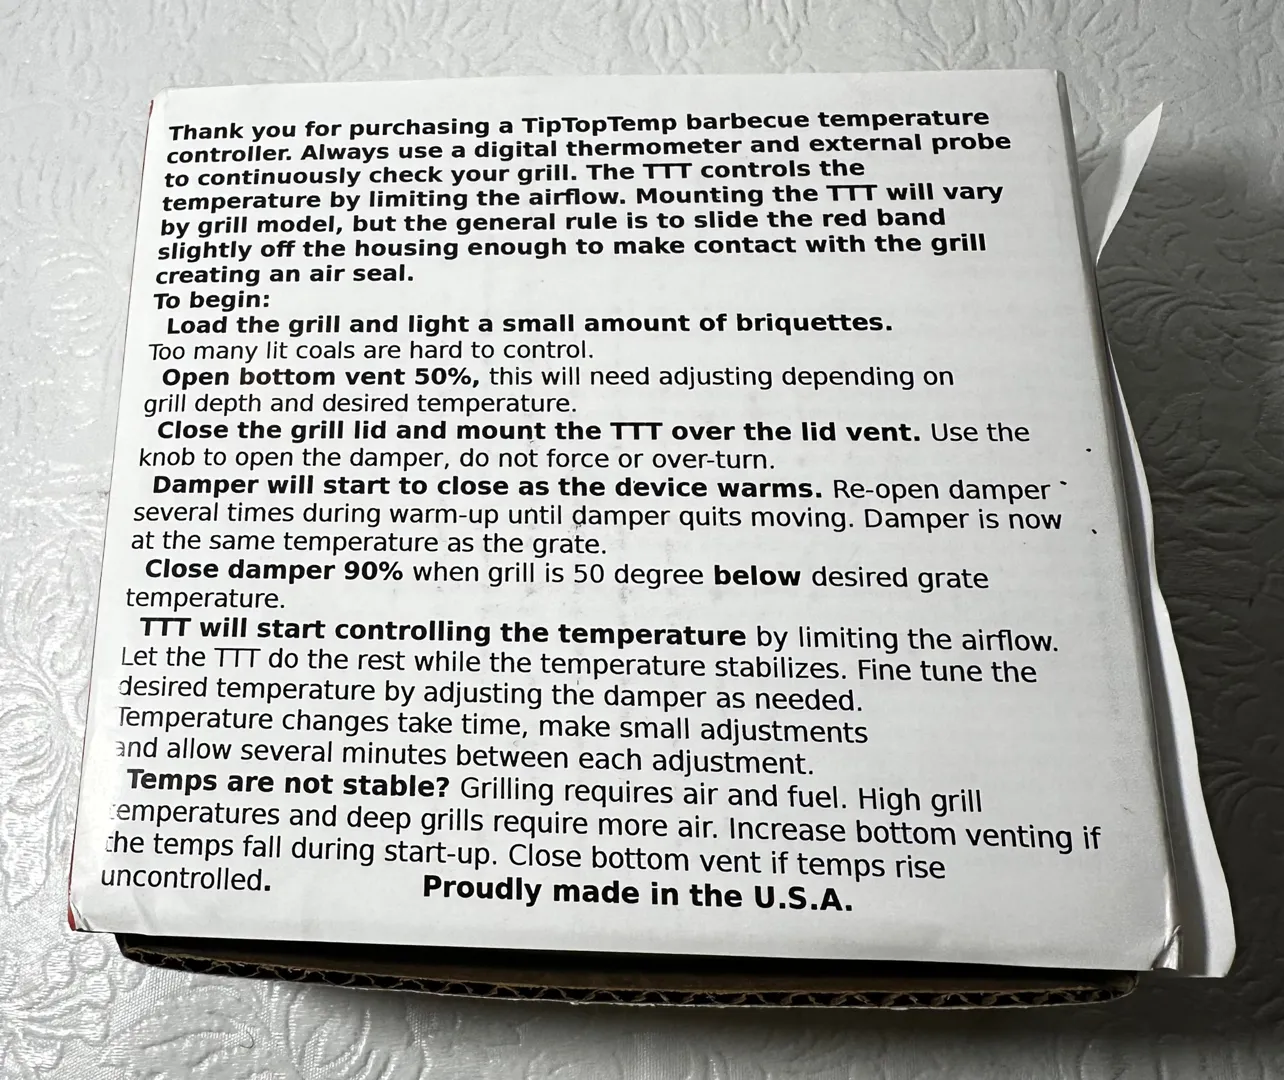 Thank you for purchasing a TipTopTemp barbecue temperature
controller. Always use a digital thermometer and external probe
to continuously check your grill. The TTT controls the
temperature by limiting the airflow. Mounting the TTT will vary
by grill model, but the general rule is to slide the red band
slightly off the housing enough to make contact with the grill
creating an air seal.
To begin:
Load the grill and light a small amount of briquettes.
Too many lit coals are hard to control.
Open bottom vent 50%, this will need adjusting depending on
grill depth and desired temperature.
Close the grill lid and mount the TTT over the lid vent. Use the
knob to open the damper, do not force or over-turn.
Damper will start to close as the device warms. Re-open damper
several times during warm-up until damper quits moving. Damper is now
at the same temperature as the grate.
Close damper 90% when grill is 50 degree below desired grate
temperature.
TTT will start controlling the temperature by limiting the airflow.
Let the TTT do the rest while the temperature stabilizes. Fine tune the
desired temperature by adjusting the damper as needed.
Temperature changes take time, make small adjustments
and allow several minutes between each adjustment.
Temps are not stable? Grilling requires air and fuel. High grill
temperatures and deep grills require more air. Increase bottom venting if
the temps fall during start-up. Close bottom vent if temps rise
uncontrolled. Proudly made in the U.S.A.